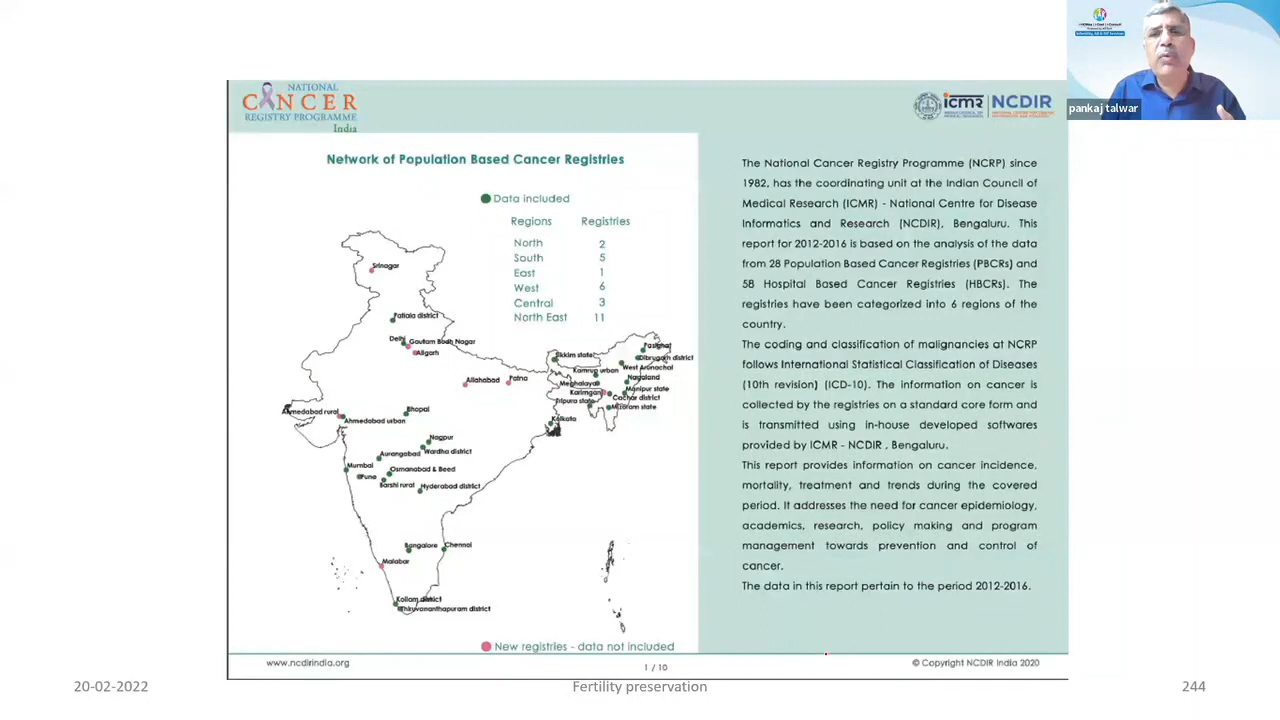 pankaj talwar
NATIONAL
CANCER
REGISTRY PROGRAMME
India
icmr
NCDIR
Network of Population Based Cancer Registries
Data included
Regions Registries
North 2
South 5
East 1
West 6
Central 3
North East 11
Srinagar
Patiala district
Delhi
Gautam Bodh Nagar
Aligarh
Allahabad
Patna
Sikkim state
Pasighat
Dibrugarh district
West Arunachal
Kamrup urban
Nagaland
Meghalaya
Manipur state
Karimganj
Cachar district
Tripura state
Mizoram state
Ahmedabad rural
Ahmedabad urban
Bhopal
Kolkata
Nagpur
Wardha district
Aurangabad
Mumbai
Osmanabad & Beed
Pune
Barshi rural
Hyderabad district
Bangalore
Chennai
Malabar
Kollam district
Thiruvananthapuram district
New registries - data not included
The National Cancer Registry Programme (NCRP) since
1982, has the coordinating unit at the Indian Council of
Medical Research (ICMR) - National Centre for Disease
Informatics and Research (NCDIR), Bengaluru. This
report for 2012-2016 is based on the analysis of the data
from 28 Population Based Cancer Registries (PBCRs) and
58 Hospital Based Cancer Registries (HBCRs). The
registries have been categorized into 6 regions of the
country.
The coding and classification of malignancies at NCRP
follows International Statistical Classification of Diseases
(10th revision) (ICD-10). The information on cancer is
collected by the registries on a standard core form and
is transmitted using in-house developed softwares
provided by ICMR - NCDIR , Bengaluru.
This report provides information on cancer incidence,
mortality, treatment and trends during the covered
period. It addresses the need for cancer epidemiology,
academics, research, policy making and program
management towards prevention and control of
cancer.
The data in this report pertain to the period 2012-2016.
www.ncdirindia.org
1 / 10
© Copyright NCDIR India 2020
20-02-2022
Fertility preservation
244